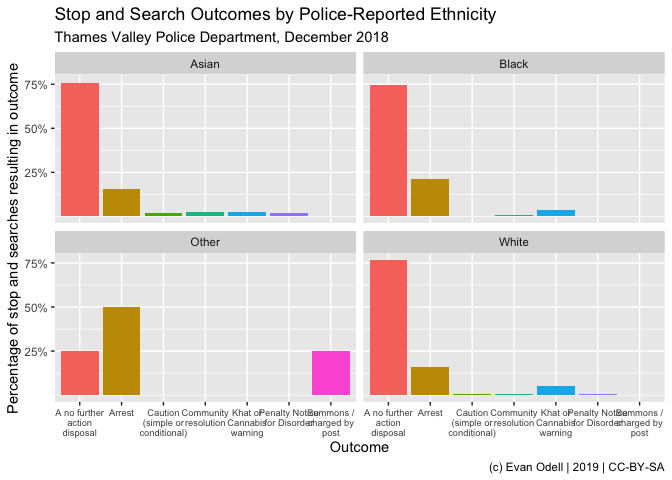 Stop and Search Outcomes by Police-Reported Ethnicity
Thames Valley Police Department, December 2018
Percentage of stop and searches resulting in outcome
Asian
Black
75%
50%
25%
Other
White
75%
50%
25%
A no further action disposal
Arrest
Caution (simple or conditional)
Community resolution
Khat or Cannabis warning
Penalty Notice for Disorder
Summons / charged by post
A no further action disposal
Arrest
Caution (simple or conditional)
Community resolution
Khat or Cannabis warning
Penalty Notice for Disorder
Summons / charged by post
Outcome
(c) Evan Odell | 2019 | CC-BY-SA